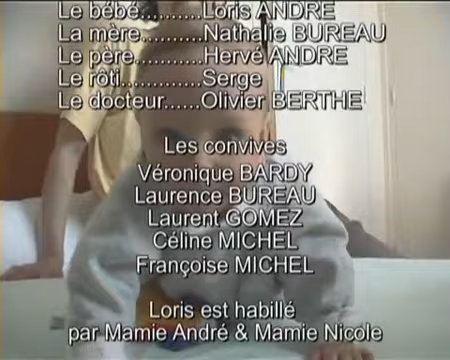 Le bébé..........Loris ANDRE
La mère..........Nathalie BUREAU
Le père...........Hervé ANDRE
Le rôti.............Serge
Le docteur......Olivier BERTHE
Les convives
Véronique BARDY
Laurence BUREAU
Laurent GOMEZ
Céline MICHEL
Françoise MICHEL
Loris est habillé
par Mamie André & Mamie Nicole